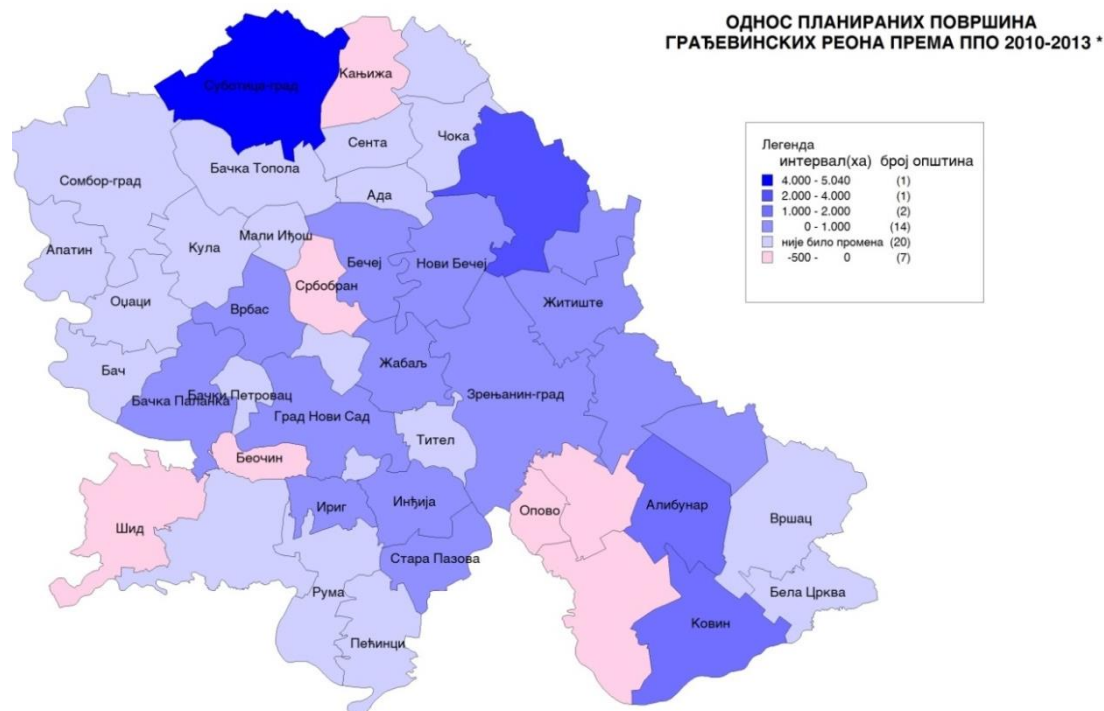 ОДНОС ПЛАНИРАНИХ ПОВРШИНА
ГРАЂЕВИНСКИХ РЕОНА ПРЕМА ППО 2010-2013 *
Легенда
интервал(ха) број општина
4.000 - 5.040 (1)
2.000 - 4.000 (1)
1.000 - 2.000 (2)
0 - 1.000 (14)
није било промена (20)
-500 - 0 (7)
Суботица-град
Кањижа
Сента
Чока
Бачка Топола
Сомбор-град
Ада
Мали Иђош
Апатин
Кула
Бечеј
Нови Бечеј
Србобран
Оџаци
Врбас
Житиште
Бач
Жабаљ
Бачка Паланка
Бачки Петровац
Зрењанин-град
Град Нови Сад
Тител
Беочин
Шид
Ириг
Инђија
Опово
Алибунар
Вршац
Стара Пазова
Рума
Бела Црква
Пећинци
Ковин